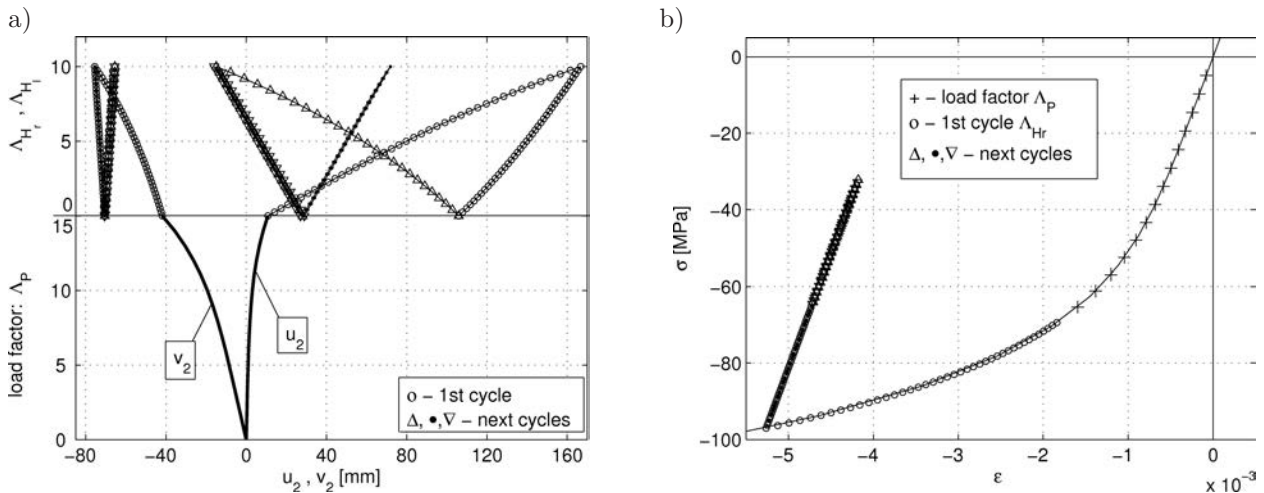 a)
Λ_Hr , Λ_Hl
10
5
0
15
10
5
0
load factor: Λ_P
v_2
u_2
o – 1st cycle
Δ, •,∇ – next cycles
−80 −40 0 40 80 120 160
u_2 , v_2 [mm]
b)
0
−20
−40
−60
−80
−100
σ [MPa]
+ – load factor Λ_P
o – 1st cycle Λ_Hr
Δ, •,∇ – next cycles
−5 −4 −3 −2 −1 0
ε
x 10^−3